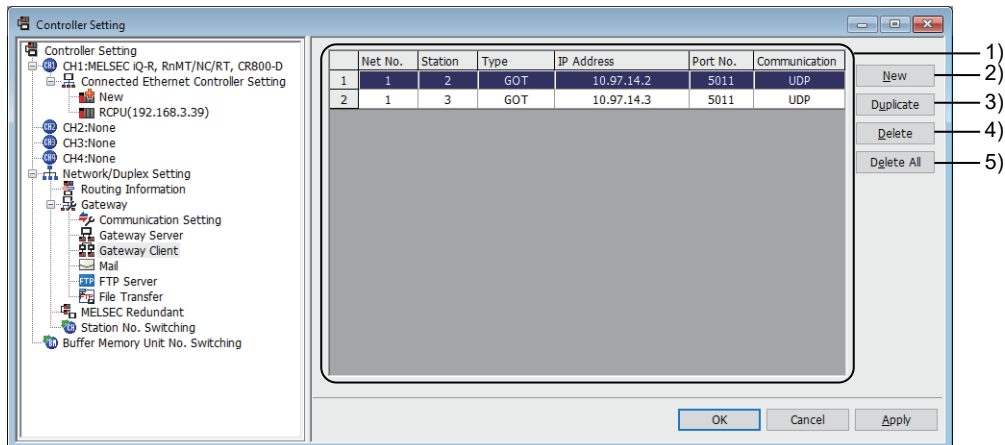 Controller Setting
Controller Setting
CH1:MELSEC iQ-R, RnMT/NC/RT, CR800-D
Connected Ethernet Controller Setting
New
RCPU(192.168.3.39)
CH2:None
CH3:None
CH4:None
Network/Duplex Setting
Routing Information
Gateway
Communication Setting
Gateway Server
Gateway Client
Mail
FTP Server
File Transfer
MELSEC Redundant
Station No. Switching
Buffer Memory Unit No. Switching
Net No. Station Type IP Address Port No. Communication
1 1 2 GOT 10.97.14.2 5011 UDP
2 1 3 GOT 10.97.14.3 5011 UDP
1)
New 2)
Duplicate 3)
Delete 4)
Delete All 5)
OK Cancel Apply